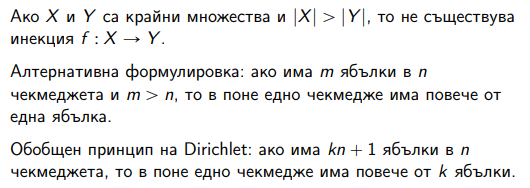 Ако X и Y са крайни множества и |X| > |Y|, то не съществува
инекция f : X → Y.
Алтернативна формулировка: ако има m ябълки в n
чекмеджета и m > n, то в поне едно чекмедже има повече от
една ябълка.
Обобщен принцип на Dirichlet: ако има kn + 1 ябълки в n
чекмеджета, то в поне едно чекмедже има повече от k ябълки.